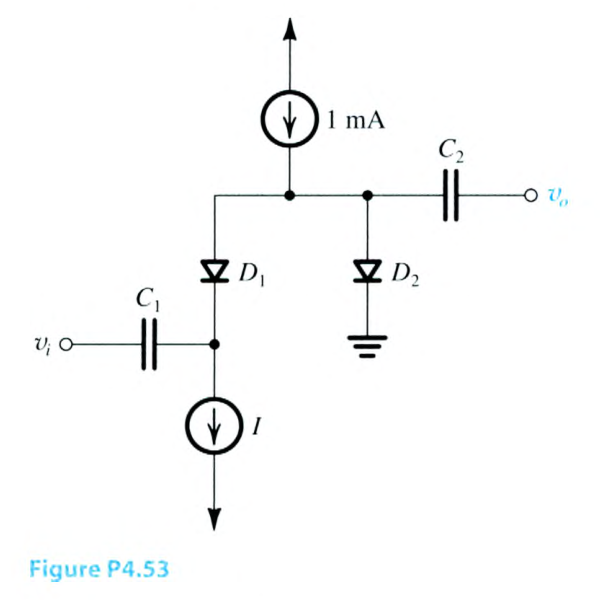 1 mA
C₂
vₒ
D₁
D₂
C₁
vᵢ
I
Figure P4.53